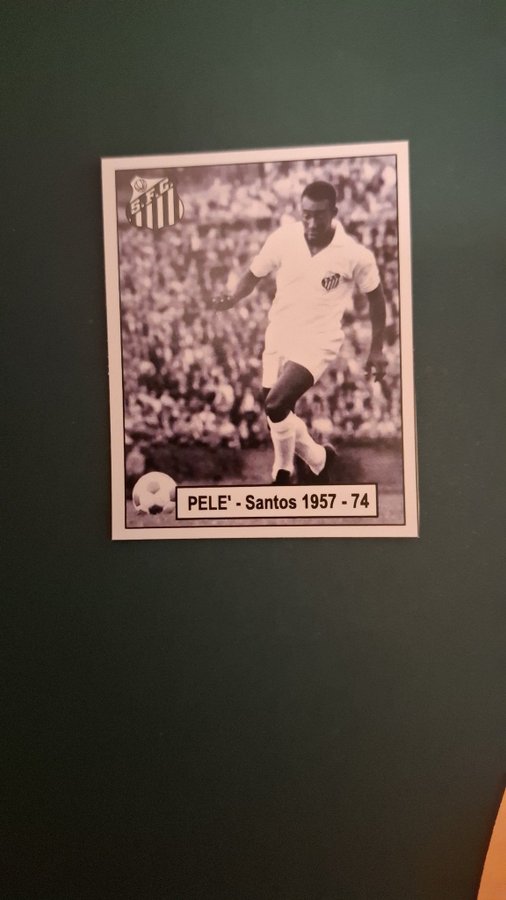 S.F.C.
PELE' - Santos 1957 - 74